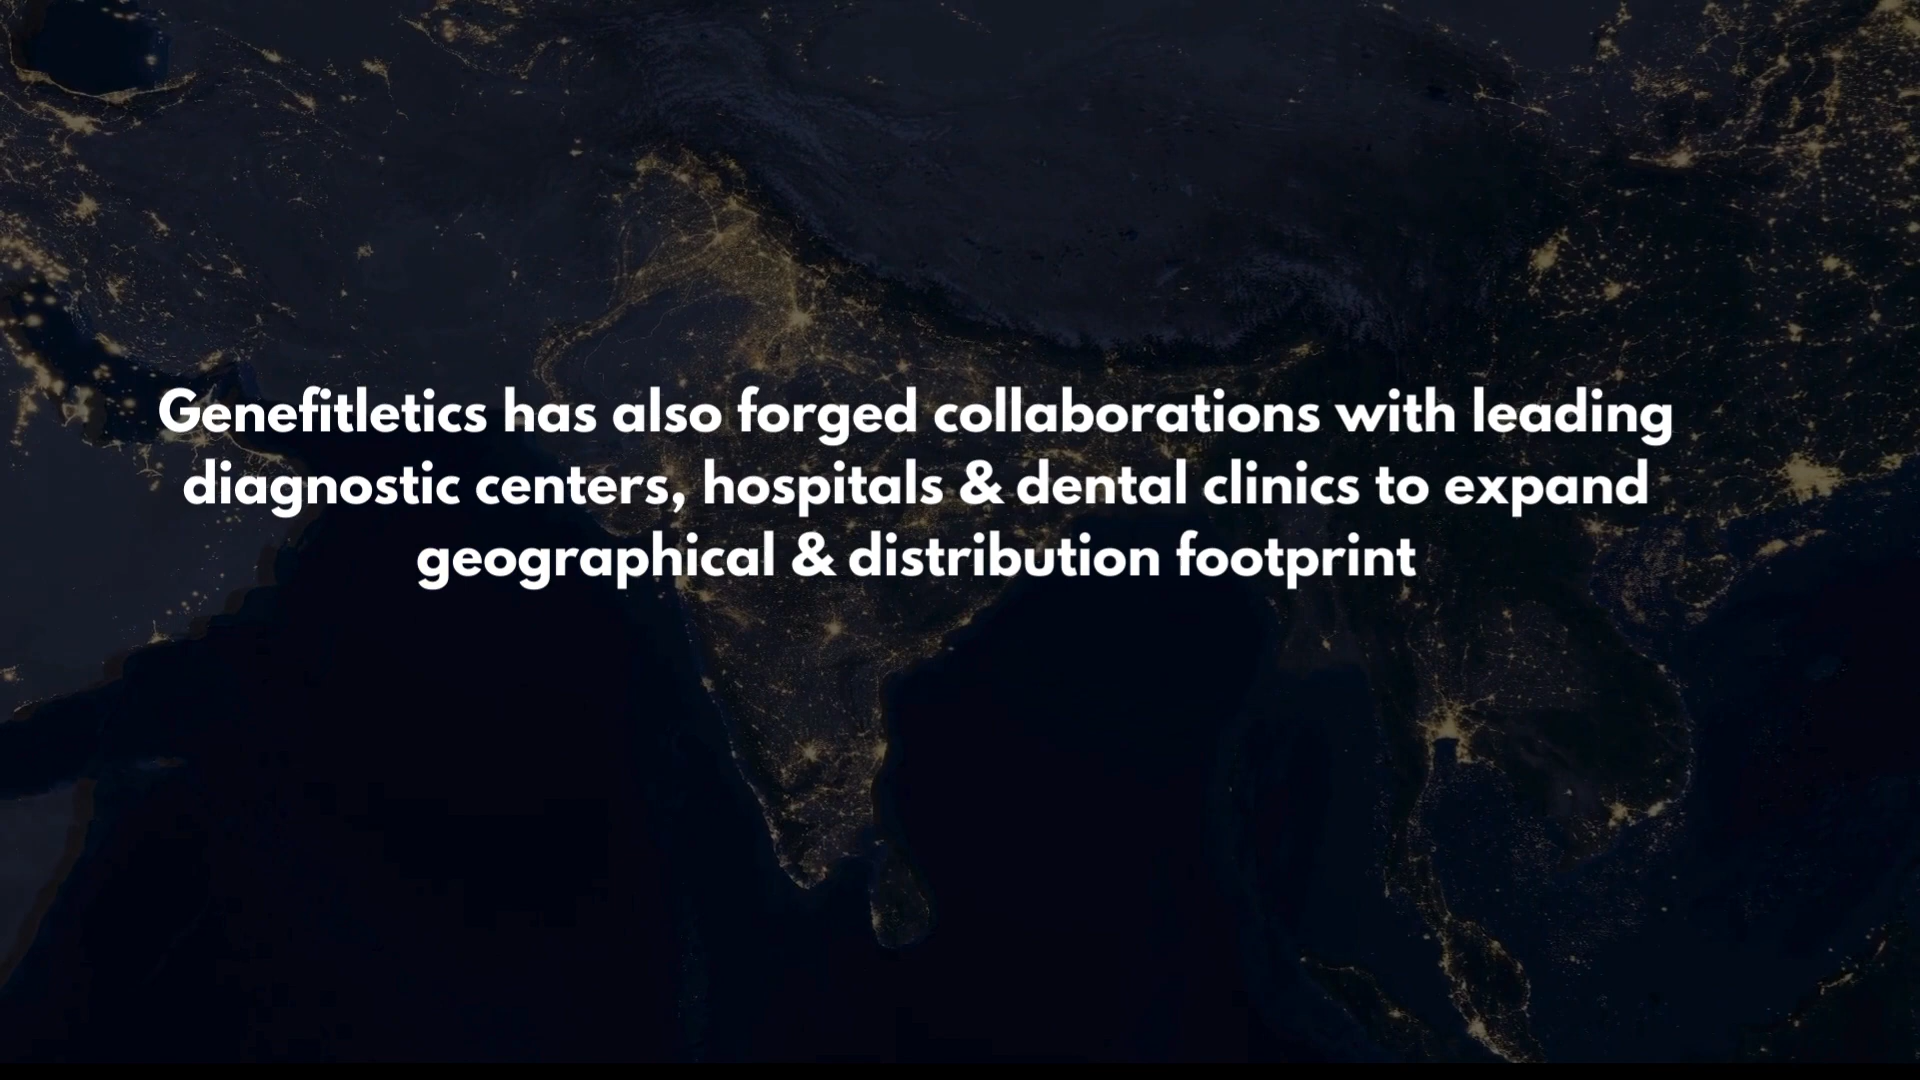 Genefitletics has also forged collaborations with leading
diagnostic centers, hospitals & dental clinics to expand
geographical & distribution footprint